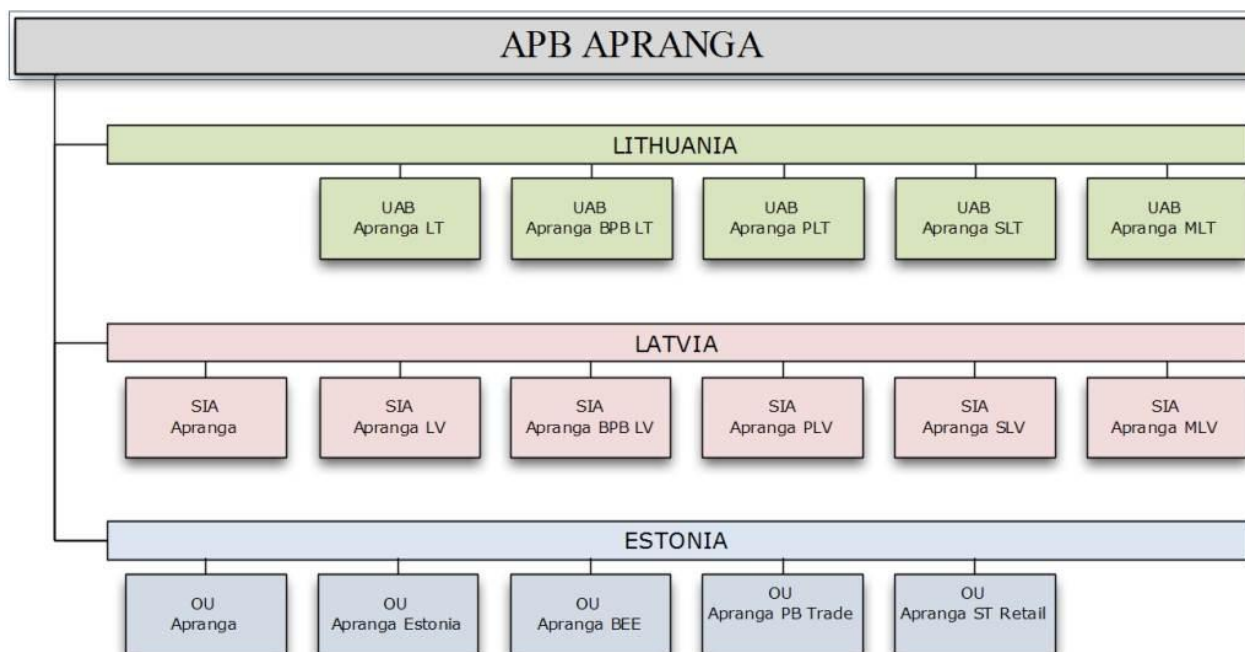 APB APRANGA
LITHUANIA
UAB
Apranga LT
UAB
Apranga BPB LT
UAB
Apranga PLT
UAB
Apranga SLT
UAB
Apranga MLT
LATVIA
SIA
Apranga
SIA
Apranga LV
SIA
Apranga BPB LV
SIA
Apranga PLV
SIA
Apranga SLV
SIA
Apranga MLV
ESTONIA
OU
Apranga
OU
Apranga Estonia
OU
Apranga BEE
OU
Apranga PB Trade
OU
Apranga ST Retail